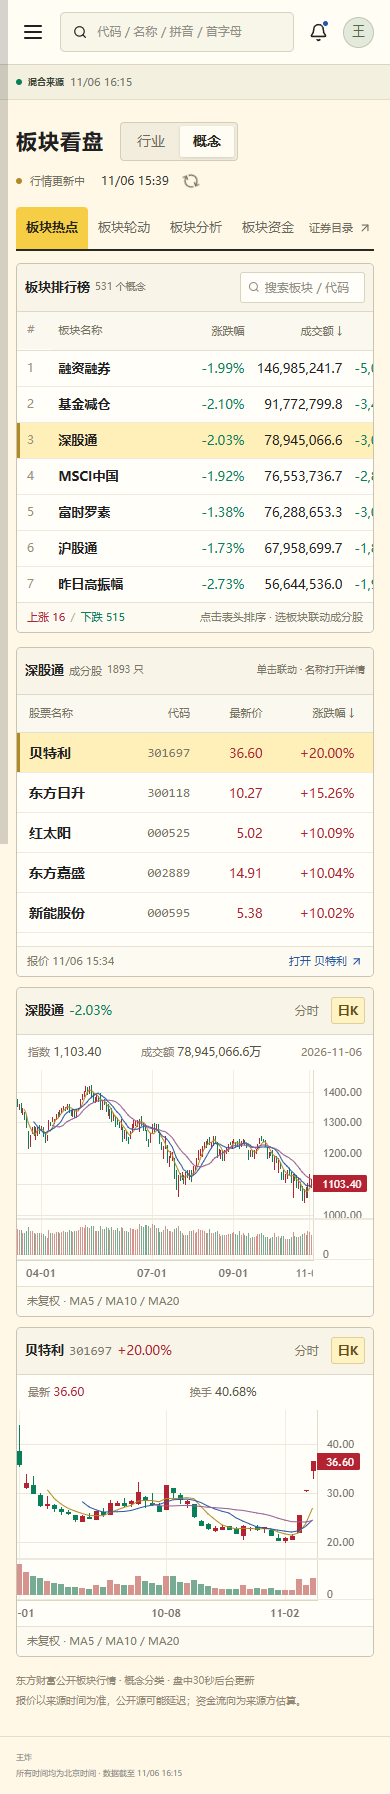 代码 / 名称 / 拼音 / 首字母
王
混合来源 11/06 16:15
板块看盘 行业 概念
行情更新中 11/06 15:39
板块热点 板块轮动 板块分析 板块资金 证券目录 ↗
板块排行榜 531 个概念 搜索板块 / 代码
# 板块名称 涨跌幅 成交额↓
1 融资融券 -1.99% 146,985,241.7
2 基金减仓 -2.10% 91,772,799.8
3 深股通 -2.03% 78,945,066.6
4 MSCI中国 -1.92% 76,553,736.7
5 富时罗素 -1.38% 76,288,653.3
6 沪股通 -1.73% 67,958,699.7
7 昨日高振幅 -2.73% 56,644,536.0
上涨 16 / 下跌 515 点击表头排序 · 选板块联动成分股
深股通 成分股 1893 只 单击联动 · 名称打开详情
股票名称 代码 最新价 涨跌幅↓
贝特利 301697 36.60 +20.00%
东方日升 300118 10.27 +15.26%
红太阳 000525 5.02 +10.09%
东方嘉盛 002889 14.91 +10.04%
新能股份 000595 5.38 +10.02%
报价 11/06 15:34 打开 贝特利 ↗
深股通 -2.03% 分时 日K
指数 1,103.40 成交额 78,945,066.6万 2026-11-06
1400.00
1300.00
1200.00
1103.40
1000.00
0
04-01 07-01 09-01 11-
未复权 · MA5 / MA10 / MA20
贝特利 301697 +20.00% 分时 日K
最新 36.60 换手 40.68%
40.00
36.60
30.00
20.00
0
-01 10-08 11-02
未复权 · MA5 / MA10 / MA20
东方财富公开板块行情 · 概念分类 · 盘中30秒后台更新
报价以来源时间为准，公开源可能延迟；资金流向为来源方估算。
王炸
所有时间均为北京时间 · 数据截至 11/06 16:15